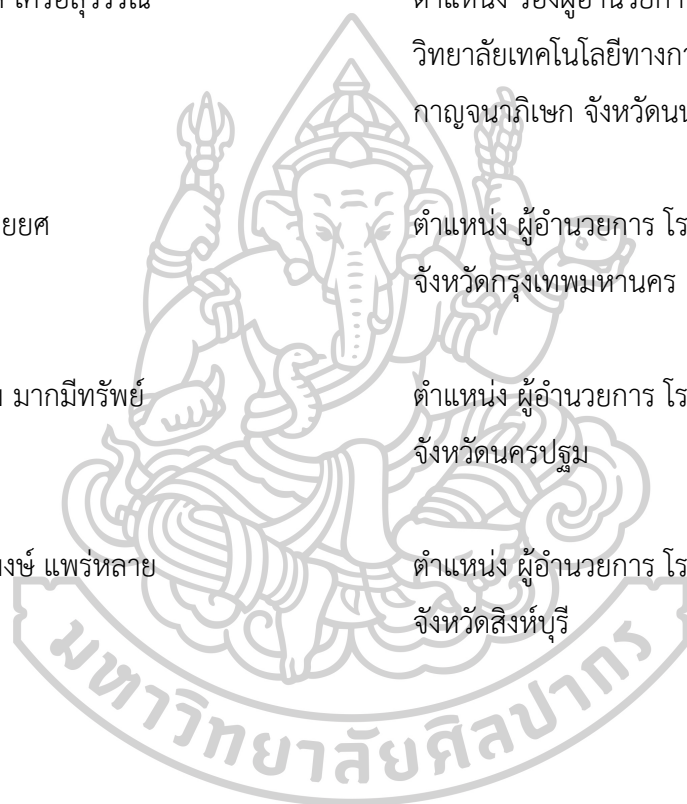 ตำแหน่ง รองผู้อำนวยการ
วิทยาลัยเทคโนโลยีทางกา
กาญจนาภิเษก จังหวัดนน
ยยศ
ตำแหน่ง ผู้อำนวยการ โร
จังหวัดกรุงเทพมหานคร
มากมีทรัพย์
ตำแหน่ง ผู้อำนวยการ โร
จังหวัดนครปฐม
งษ์ แพร่หลาย
ตำแหน่ง ผู้อำนวยการ โร
จังหวัดสิงห์บุรี
มหาวิทยาลัยศิลปากร